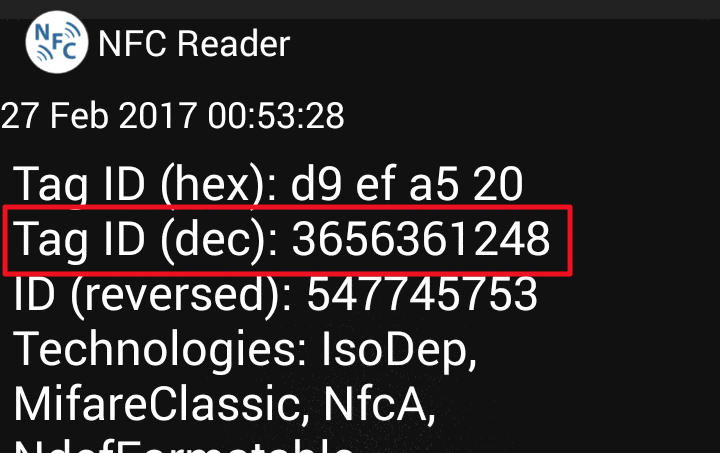 NFC
NFC Reader
27 Feb 2017 00:53:28
Tag ID (hex): d9 ef a5 20
Tag ID (dec): 3656361248
ID (reversed): 547745753
Technologies: IsoDep,
MifareClassic, NfcA,
NdefFormatable